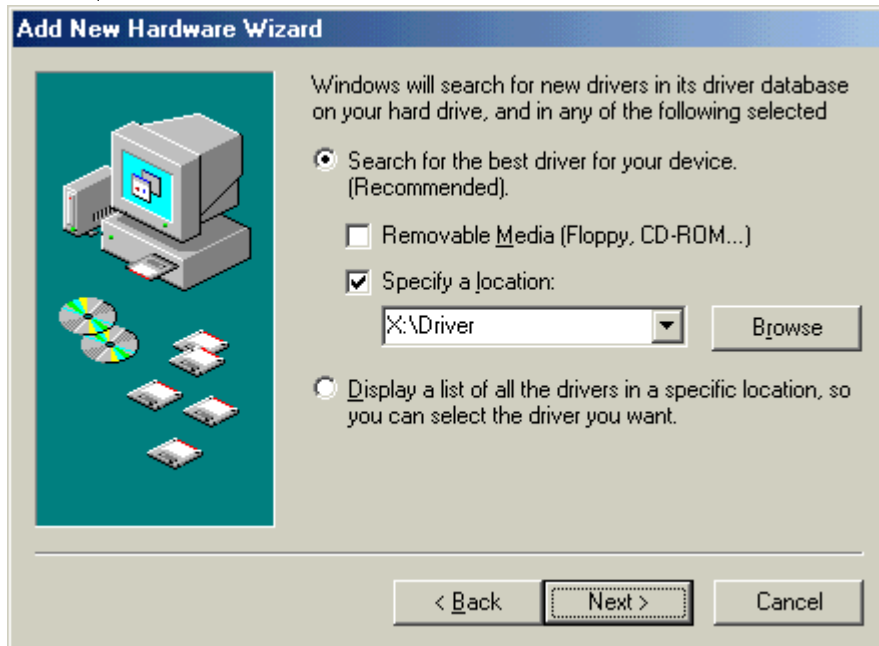 Add New Hardware Wizard
Windows will search for new drivers in its driver database
on your hard drive, and in any of the following selected
Search for the best driver for your device.
(Recommended).
Removable Media (Floppy, CD-ROM...)
Specify a location:
X:\Driver
Browse
Display a list of all the drivers in a specific location, so
you can select the driver you want.
< Back
Next >
Cancel